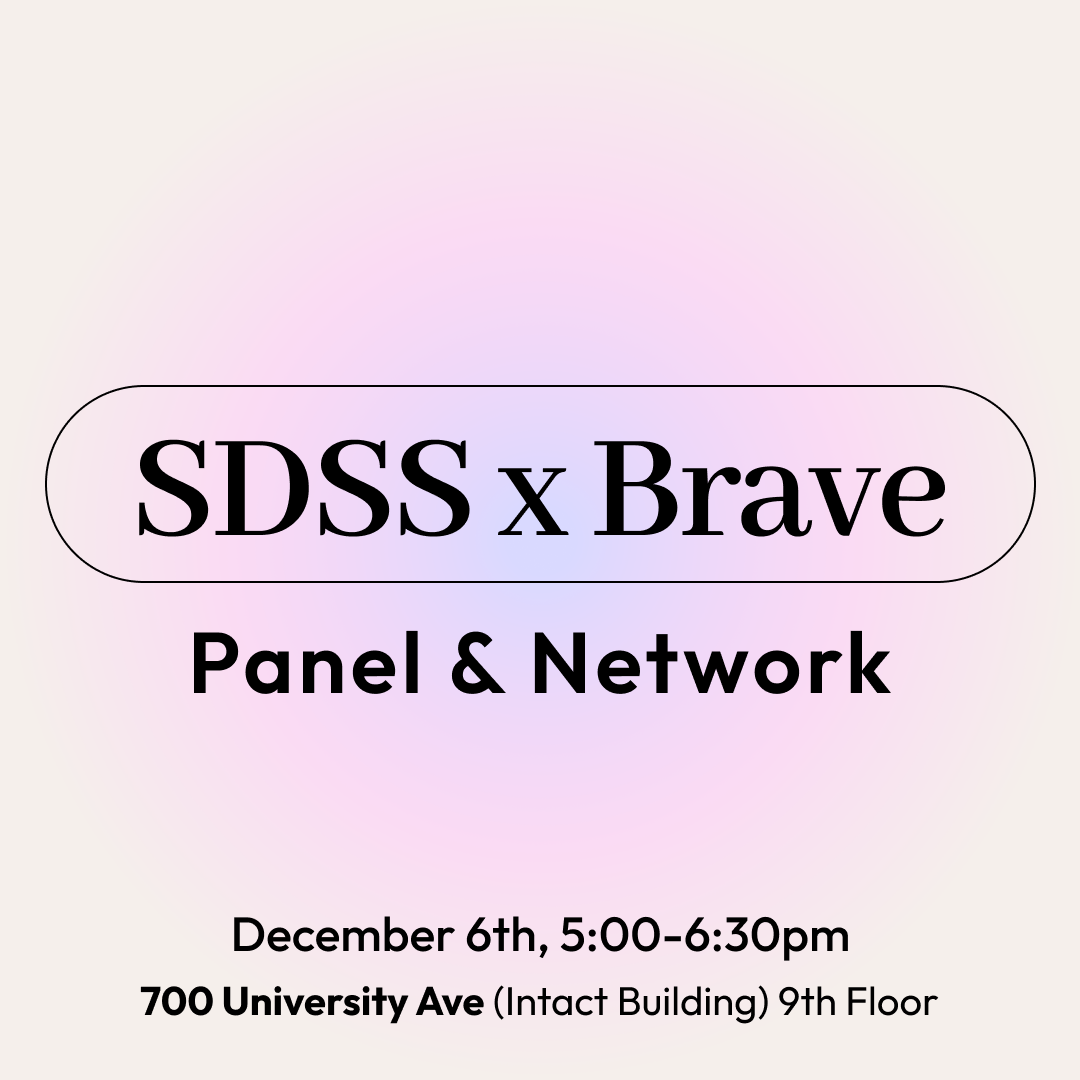 SDSS x Brave
Panel & Network
December 6th, 5:00-6:30pm
700 University Ave (Intact Building) 9th Floor